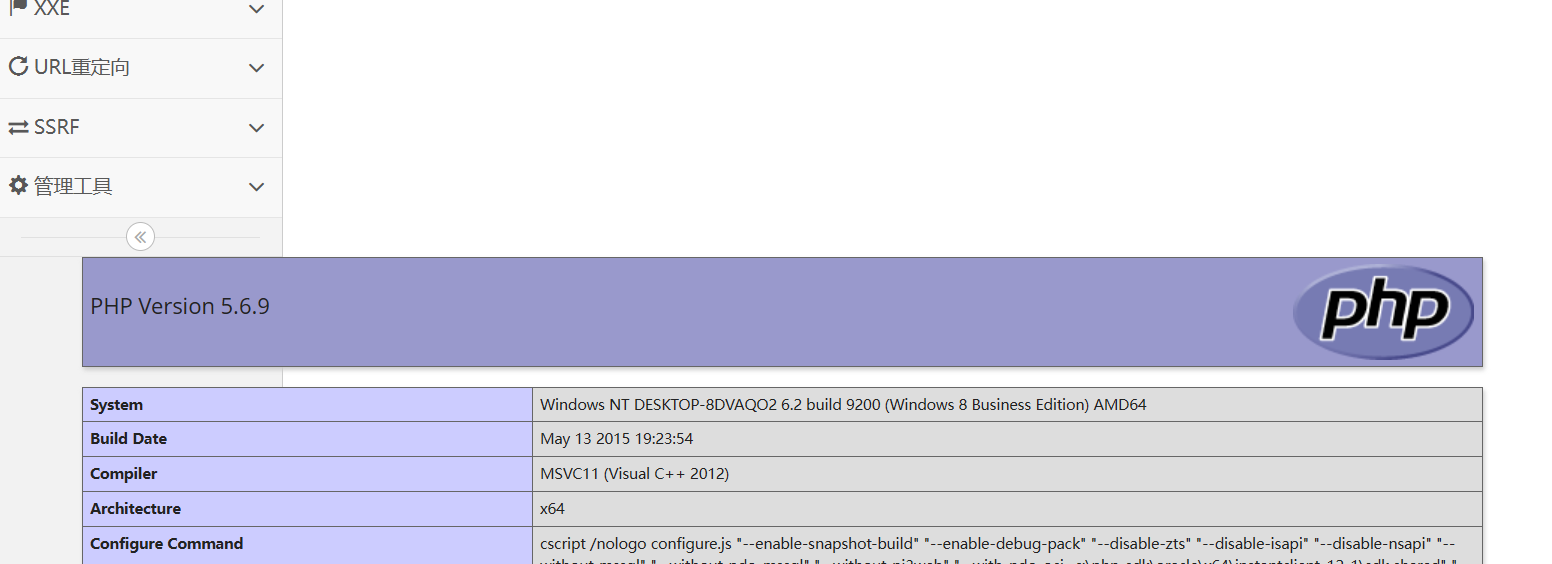 XXE
URL重定向
SSRF
管理工具
PHP Version 5.6.9
php
System Windows NT DESKTOP-8DVAQO2 6.2 build 9200 (Windows 8 Business Edition) AMD64
Build Date May 13 2015 19:23:54
Compiler MSVC11 (Visual C++ 2012)
Architecture x64
Configure Command cscript /nologo configure.js "--enable-snapshot-build" "--enable-debug-pack" "--disable-zts" "--disable-isapi" "--disable-nsapi" "--